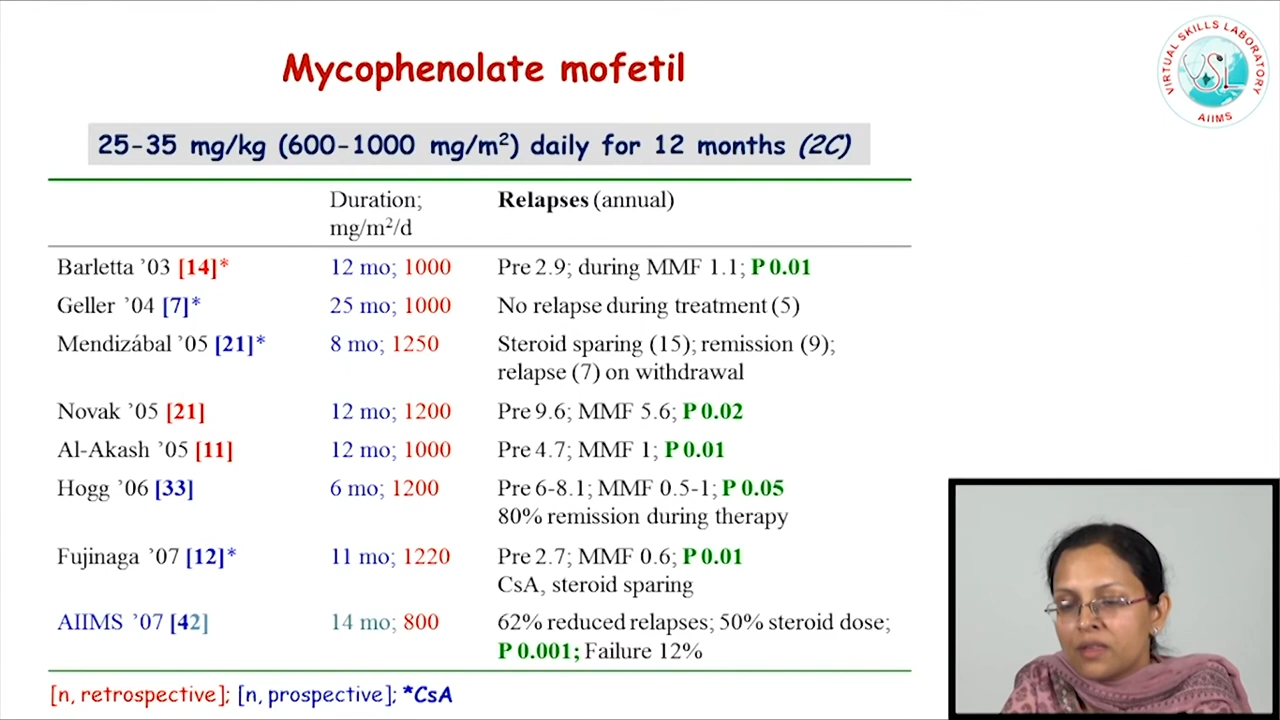 VIRTUAL SKILLS LABORATORY
VSL
AIIMS
Mycophenolate mofetil
25-35 mg/kg (600-1000 mg/m²) daily for 12 months (2C)
Duration; mg/m²/d
Relapses (annual)
Barletta ’03 [14]* 12 mo; 1000 Pre 2.9; during MMF 1.1; P 0.01
Geller ’04 [7]* 25 mo; 1000 No relapse during treatment (5)
Mendizábal ’05 [21]* 8 mo; 1250 Steroid sparing (15); remission (9);
relapse (7) on withdrawal
Novak ’05 [21] 12 mo; 1200 Pre 9.6; MMF 5.6; P 0.02
Al-Akash ’05 [11] 12 mo; 1000 Pre 4.7; MMF 1; P 0.01
Hogg ’06 [33] 6 mo; 1200 Pre 6-8.1; MMF 0.5-1; P 0.05
80% remission during therapy
Fujinaga ’07 [12]* 11 mo; 1220 Pre 2.7; MMF 0.6; P 0.01
CsA, steroid sparing
AIIMS ’07 [42] 14 mo; 800 62% reduced relapses; 50% steroid dose;
P 0.001; Failure 12%
[n, retrospective]; [n, prospective]; *CsA